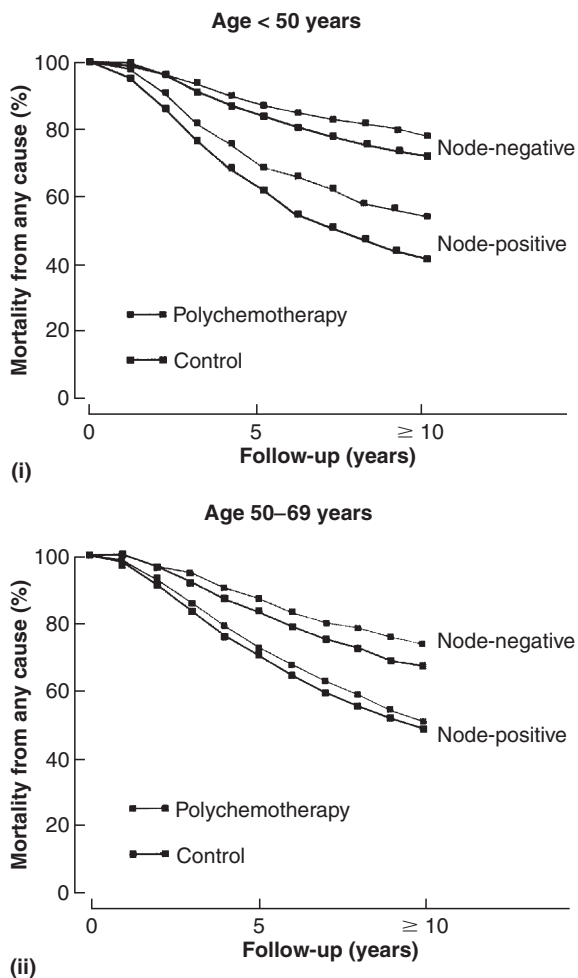 Age < 50 years
100
80
60
40
20
0
Mortality from any cause (%)
Node-negative
Node-positive
Polychemotherapy
Control
0 5 ≥ 10
Follow-up (years)
(i)
Age 50–69 years
100
80
60
40
20
0
Mortality from any cause (%)
Node-negative
Node-positive
Polychemotherapy
Control
0 5 ≥ 10
Follow-up (years)
(ii)